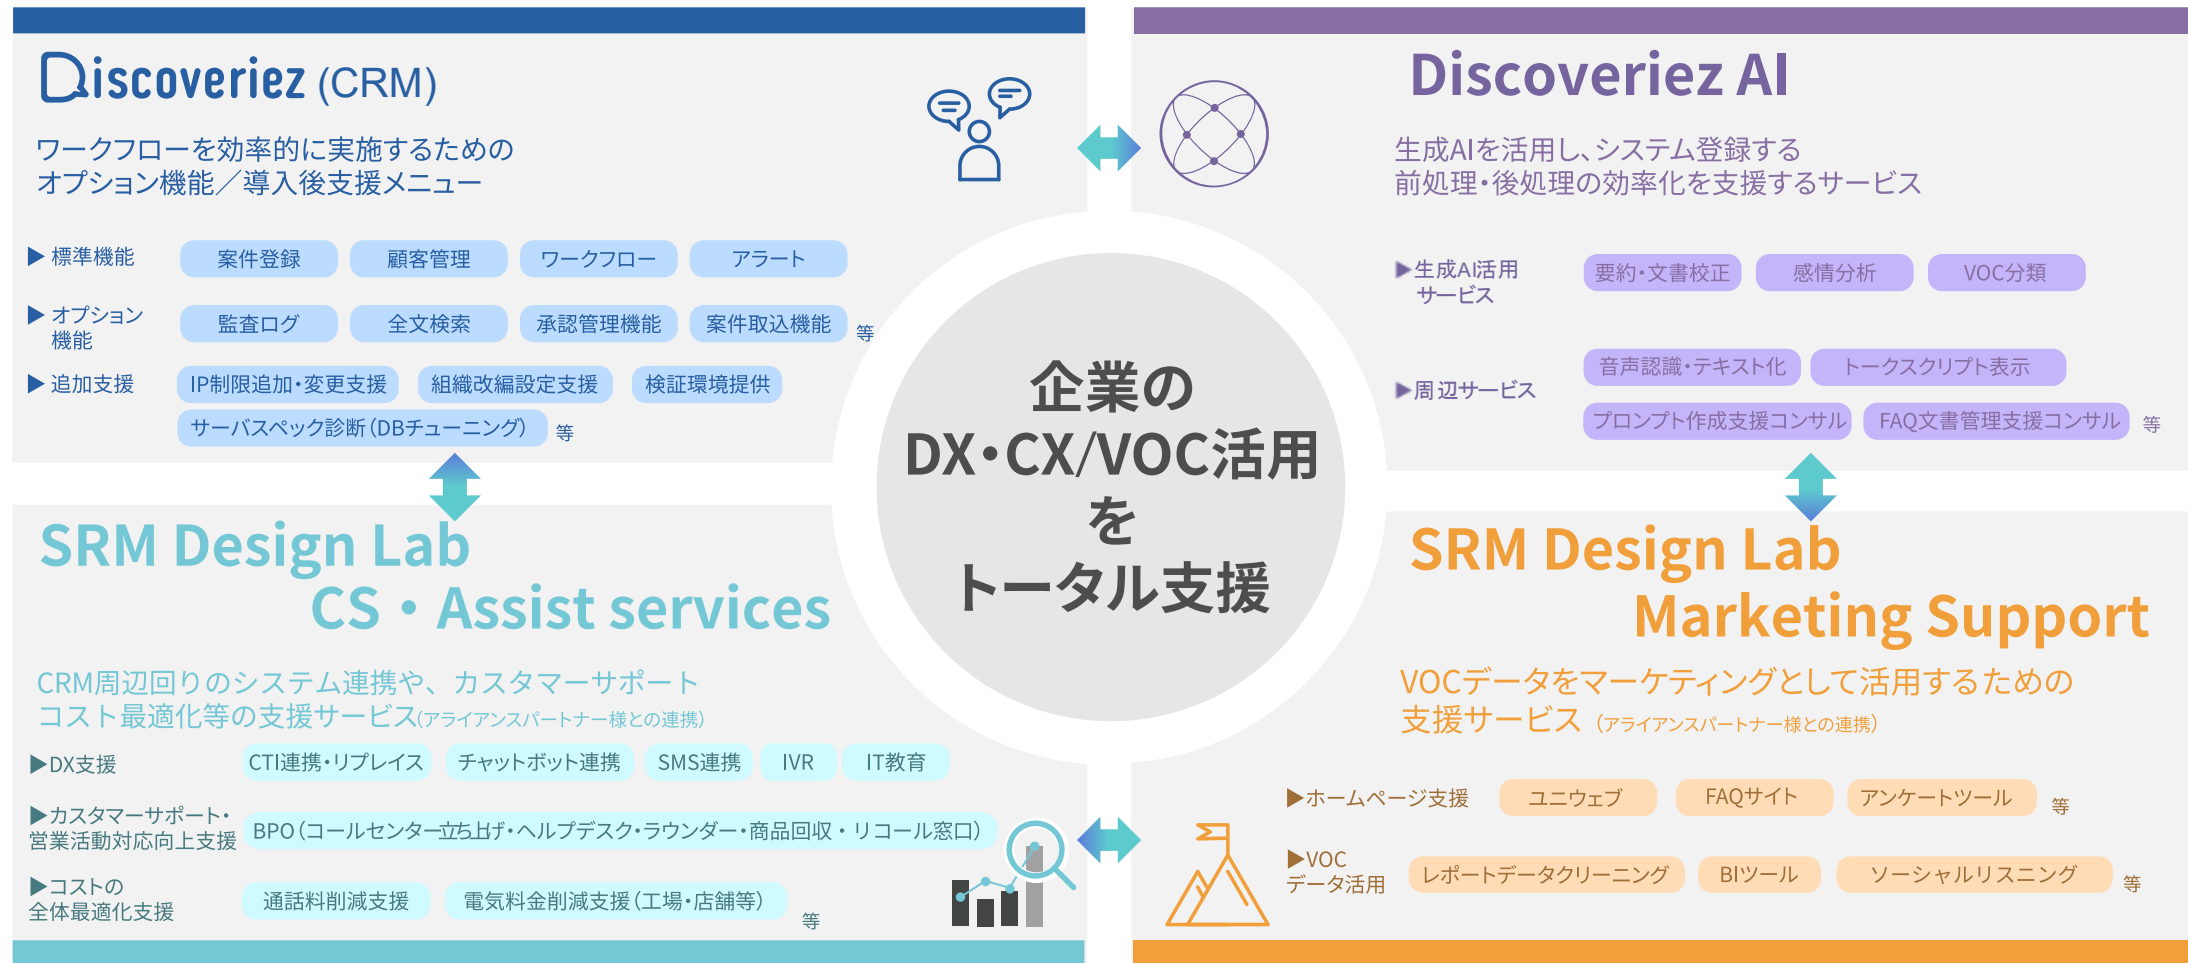 Discoveriez (CRM)
ワークフローを効率的に実施するための
オプション機能／導入後支援メニュー
▶ 標準機能 案件登録 顧客管理 ワークフロー アラート
▶ オプション
機能 監査ログ 全文検索 承認管理機能 案件取込機能 等
▶ 追加支援 IP制限追加・変更支援 組織改編設定支援 検証環境提供
サーバスペック診断（DBチューニング） 等
Discoveriez AI
生成AIを活用し、システム登録する
前処理・後処理の効率化を支援するサービス
▶生成AI活用
サービス 要約・文書校正 感情分析 VOC分類
▶周辺サービス 音声認識・テキスト化 トークスクリプト表示
プロンプト作成支援コンサル FAQ文書管理支援コンサル 等
企業の
DX・CX/VOC活用
を
トータル支援
SRM Design Lab
CS・Assist services
CRM周辺回りのシステム連携や、カスタマーサポート
コスト最適化等の支援サービス（アライアンスパートナー様との連携）
▶DX支援 CTI連携・リプレイス チャットボット連携 SMS連携 IVR IT教育
▶カスタマーサポート・
営業活動対応向上支援 BPO（コールセンター立ち上げ・ヘルプデスク・ラウンダー・商品回収・リコール窓口）
▶コストの
全体最適化支援 通話料削減支援 電気料金削減支援（工場・店舗等） 等
SRM Design Lab
Marketing Support
VOCデータをマーケティングとして活用するための
支援サービス （アライアンスパートナー様との連携）
▶ホームページ支援 ユニウェブ FAQサイト アンケートツール 等
▶VOC
データ活用 レポートデータクリーニング BIツール ソーシャルリスニング 等